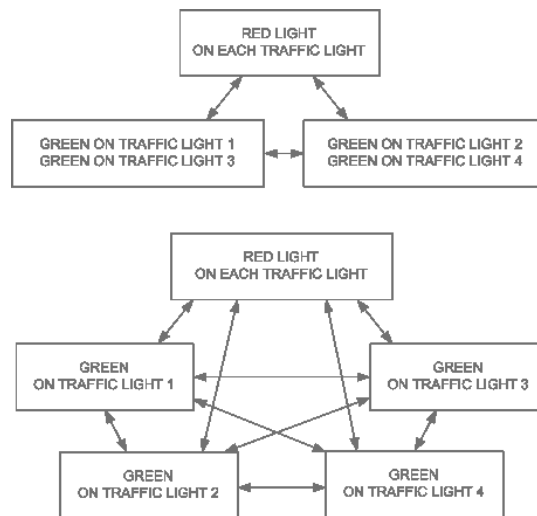 RED LIGHT
ON EACH TRAFFIC LIGHT
GREEN ON TRAFFIC LIGHT 1
GREEN ON TRAFFIC LIGHT 3
GREEN ON TRAFFIC LIGHT 2
GREEN ON TRAFFIC LIGHT 4
RED LIGHT
ON EACH TRAFFIC LIGHT
GREEN
ON TRAFFIC LIGHT 1
GREEN
ON TRAFFIC LIGHT 3
GREEN
ON TRAFFIC LIGHT 2
GREEN
ON TRAFFIC LIGHT 4